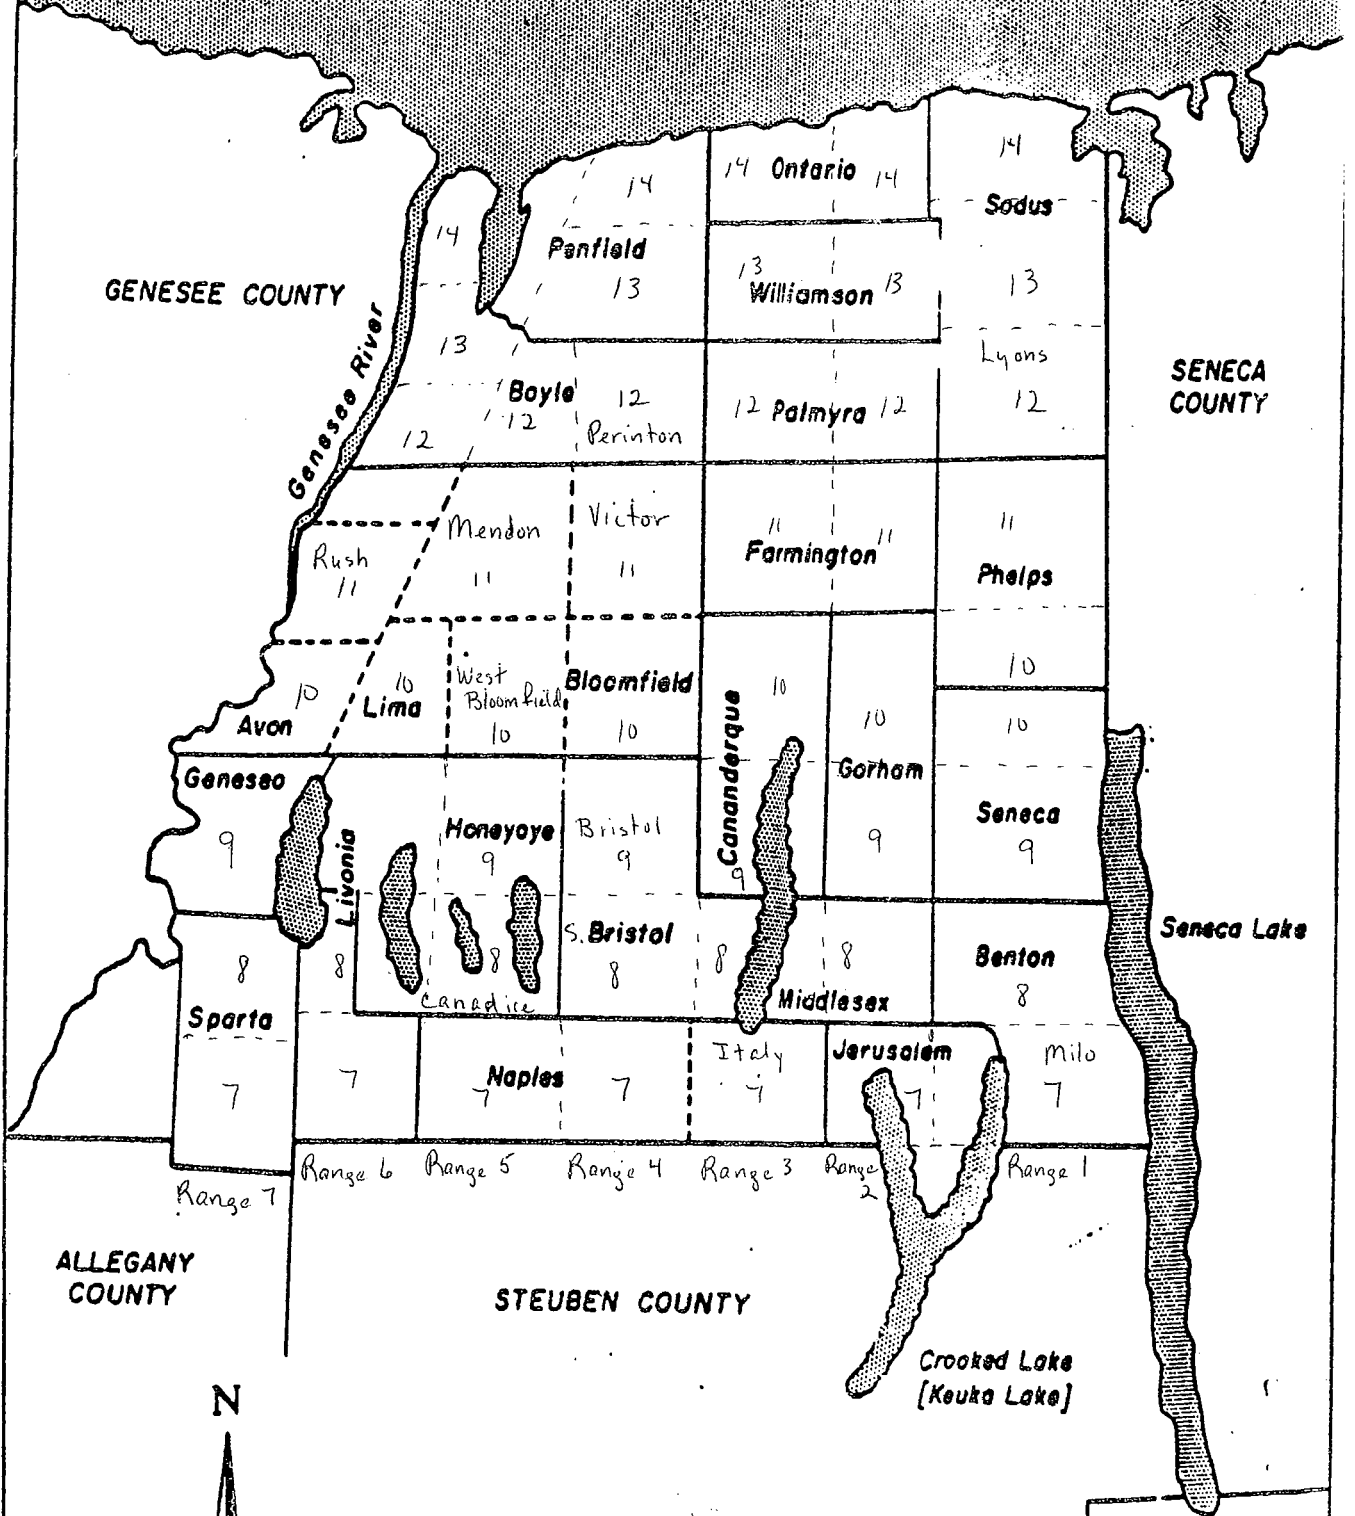 14
14 Ontario 14
14
Sodus
14
Penfield
13
13
Williamson 13
13
GENESEE COUNTY
Genesee River
13
Lyons
12
SENECA
COUNTY
Boyle
12
12
12
Perinton
12 Palmyra 12
Mendon
11
Victor
11
11
11
Farmington
11
Phelps
Rush
11
10
10
Avon
10
Lima
West
Bloomfield
10
Bloomfield
10
10
Cananderque
9
10
Gorham
9
10
Seneca
9
Geneseo
9
Livonia
Honeyoye
9
Bristol
9
S. Bristol
8
8
8
Middlesex
Benton
8
Seneca Lake
8
Sparta
7
8
8
Canadice
7
Naples
7
7
Italy
7
Jerusalem
7
Milo
7
Range 7
Range 6
Range 5
Range 4
Range 3
Range
2
Range 1
ALLEGANY
COUNTY
STEUBEN COUNTY
Crooked Lake
[Keuka Lake]
N